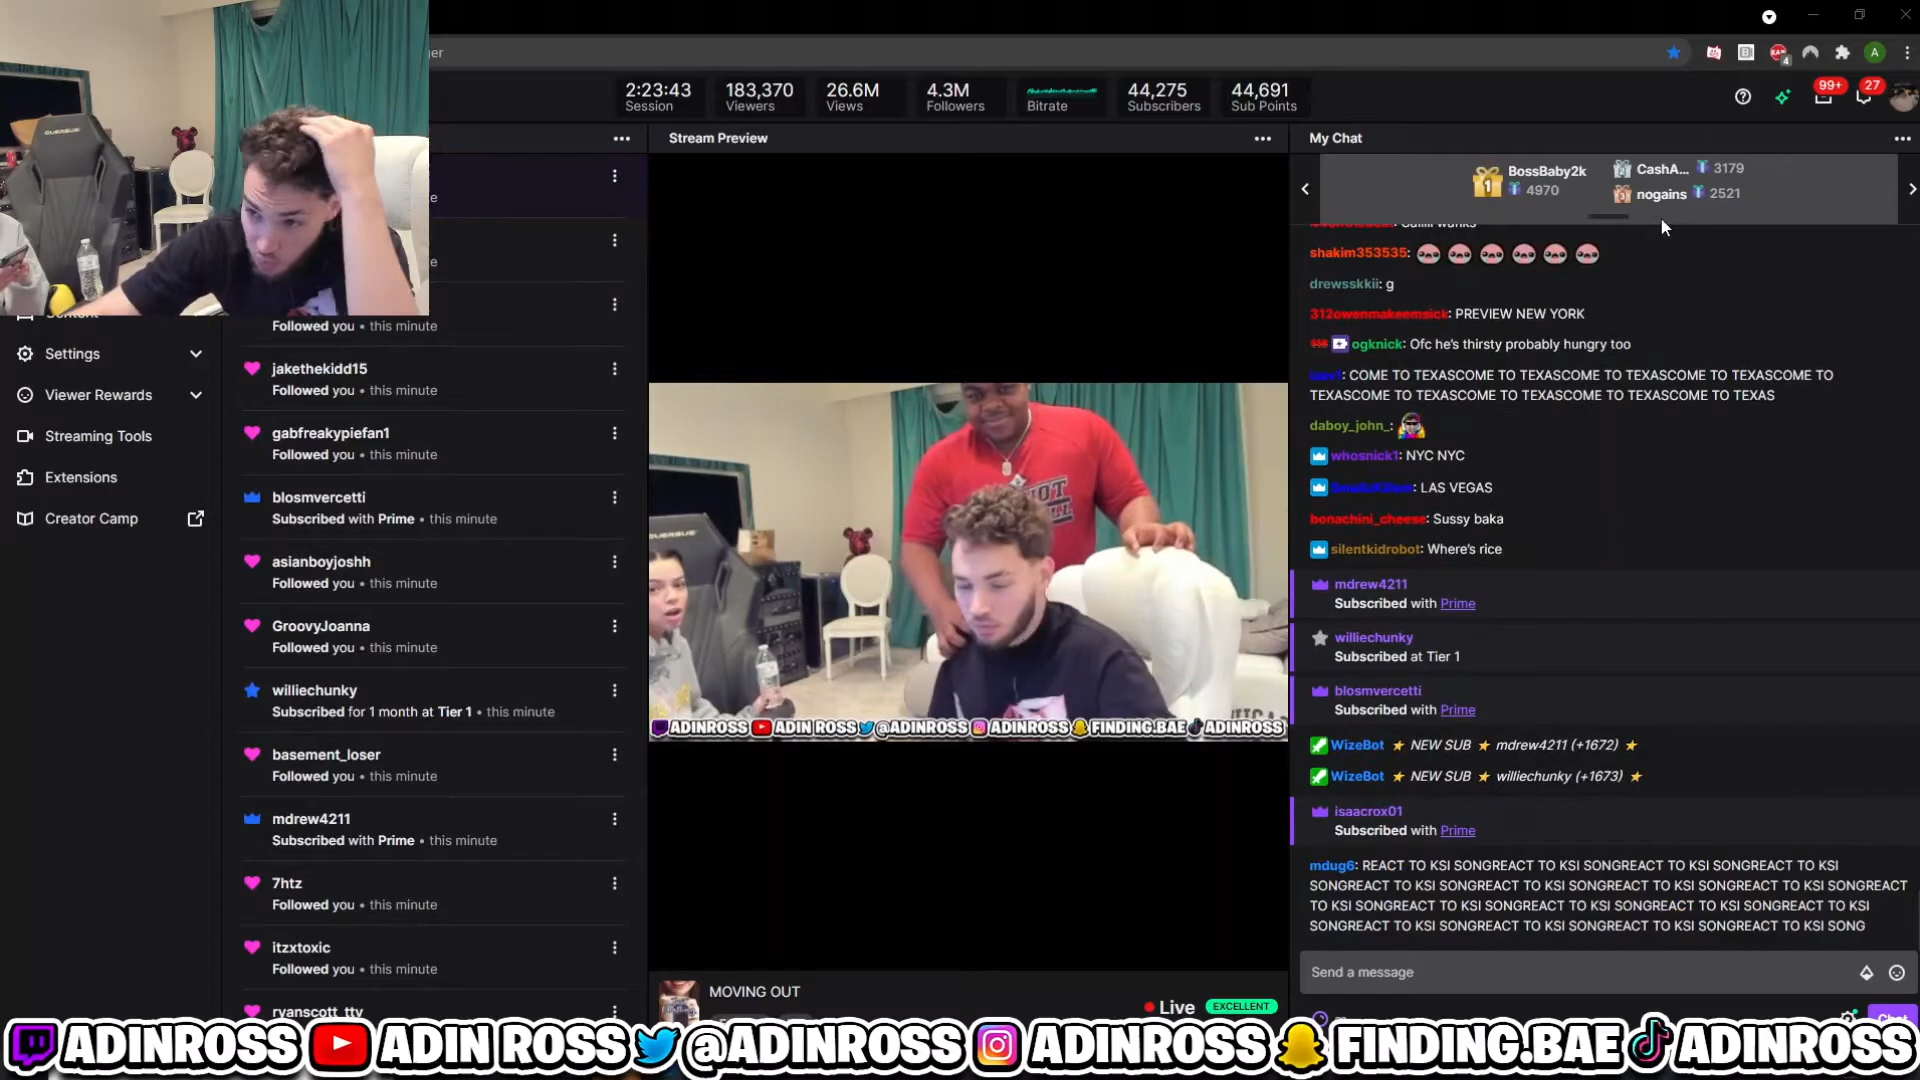 er
2:23:43
Session
183,370
Viewers
26.6M
Views
4.3M
Followers
Bitrate
44,275
Subscribers
44,691
Sub Points
99+
27
A
4
Stream Preview
My Chat
Settings
Viewer Rewards
Streaming Tools
Extensions
Creator Camp
Followed you • this minute
jakethekidd15
Followed you • this minute
gabfreakypiefan1
Followed you • this minute
blosmvercetti
Subscribed with Prime • this minute
asianboyjoshh
Followed you • this minute
GroovyJoanna
Followed you • this minute
williechunky
Subscribed for 1 month at Tier 1 • this minute
basement_loser
Followed you • this minute
mdrew4211
Subscribed with Prime • this minute
7htz
Followed you • this minute
itzxtoxic
Followed you • this minute
ryanscott_ttv
QUERSUS
ADINROSS ADIN ROSS @ADINROSS ADINROSS FINDING.BAE ADINROSS
MOVING OUT
Live
EXCELLENT
1 BossBaby2k
4970
2 CashA... 3179
3 nogains 2521
shakim353535:
drewsskkii: g
312owenmakeemsick: PREVIEW NEW YORK
ogknick: Ofc he's thirsty probably hungry too
COME TO TEXASCOME TO TEXASCOME TO TEXASCOME TO TEXASCOME TO
TEXASCOME TO TEXASCOME TO TEXASCOME TO TEXASCOME TO TEXAS
daboy_john_:
whosnick1: NYC NYC
LAS VEGAS
bonachini_cheese: Sussy baka
silentkidrobot: Where's rice
mdrew4211
Subscribed with Prime
williechunky
Subscribed at Tier 1
blosmvercetti
Subscribed with Prime
WizeBot NEW SUB mdrew4211 (+1672)
WizeBot NEW SUB williechunky (+1673)
isaacrox01
Subscribed with Prime
mdug6: REACT TO KSI SONGREACT TO KSI SONGREACT TO KSI SONGREACT TO KSI
SONGREACT TO KSI SONGREACT TO KSI SONGREACT TO KSI SONGREACT TO KSI SONGREACT
TO KSI SONGREACT TO KSI SONGREACT TO KSI SONGREACT TO KSI SONGREACT TO KSI
SONGREACT TO KSI SONGREACT TO KSI SONGREACT TO KSI SONGREACT TO KSI SONG
Send a message
Chat
ADINROSS ADIN ROSS @ADINROSS ADINROSS FINDING.BAE ADINROSS